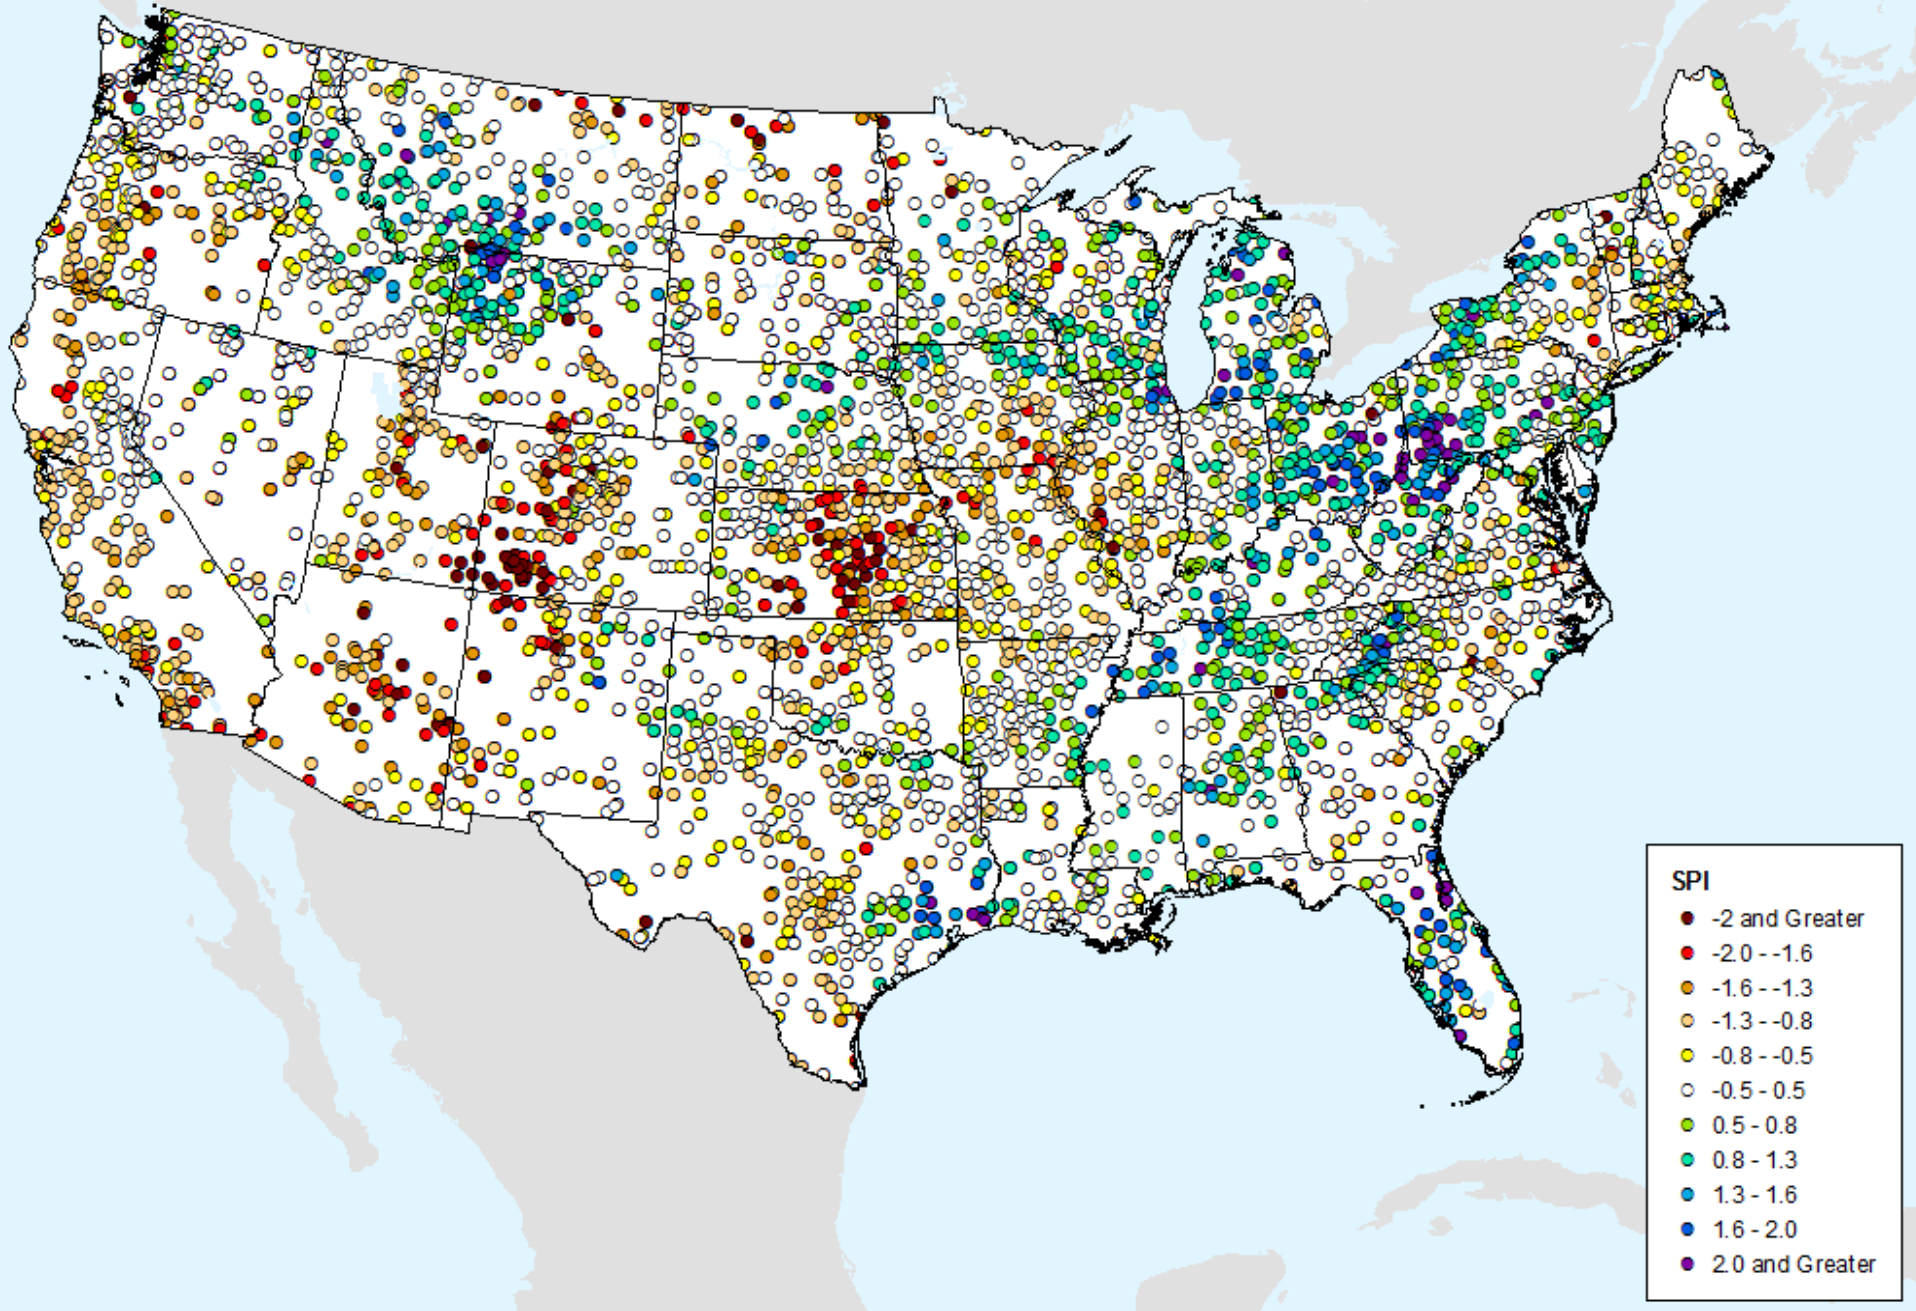 SPI
-2 and Greater
-2.0 - -1.6
-1.6 - -1.3
-1.3 - -0.8
-0.8 - -0.5
-0.5 - 0.5
0.5 - 0.8
0.8 - 1.3
1.3 - 1.6
1.6 - 2.0
2.0 and Greater